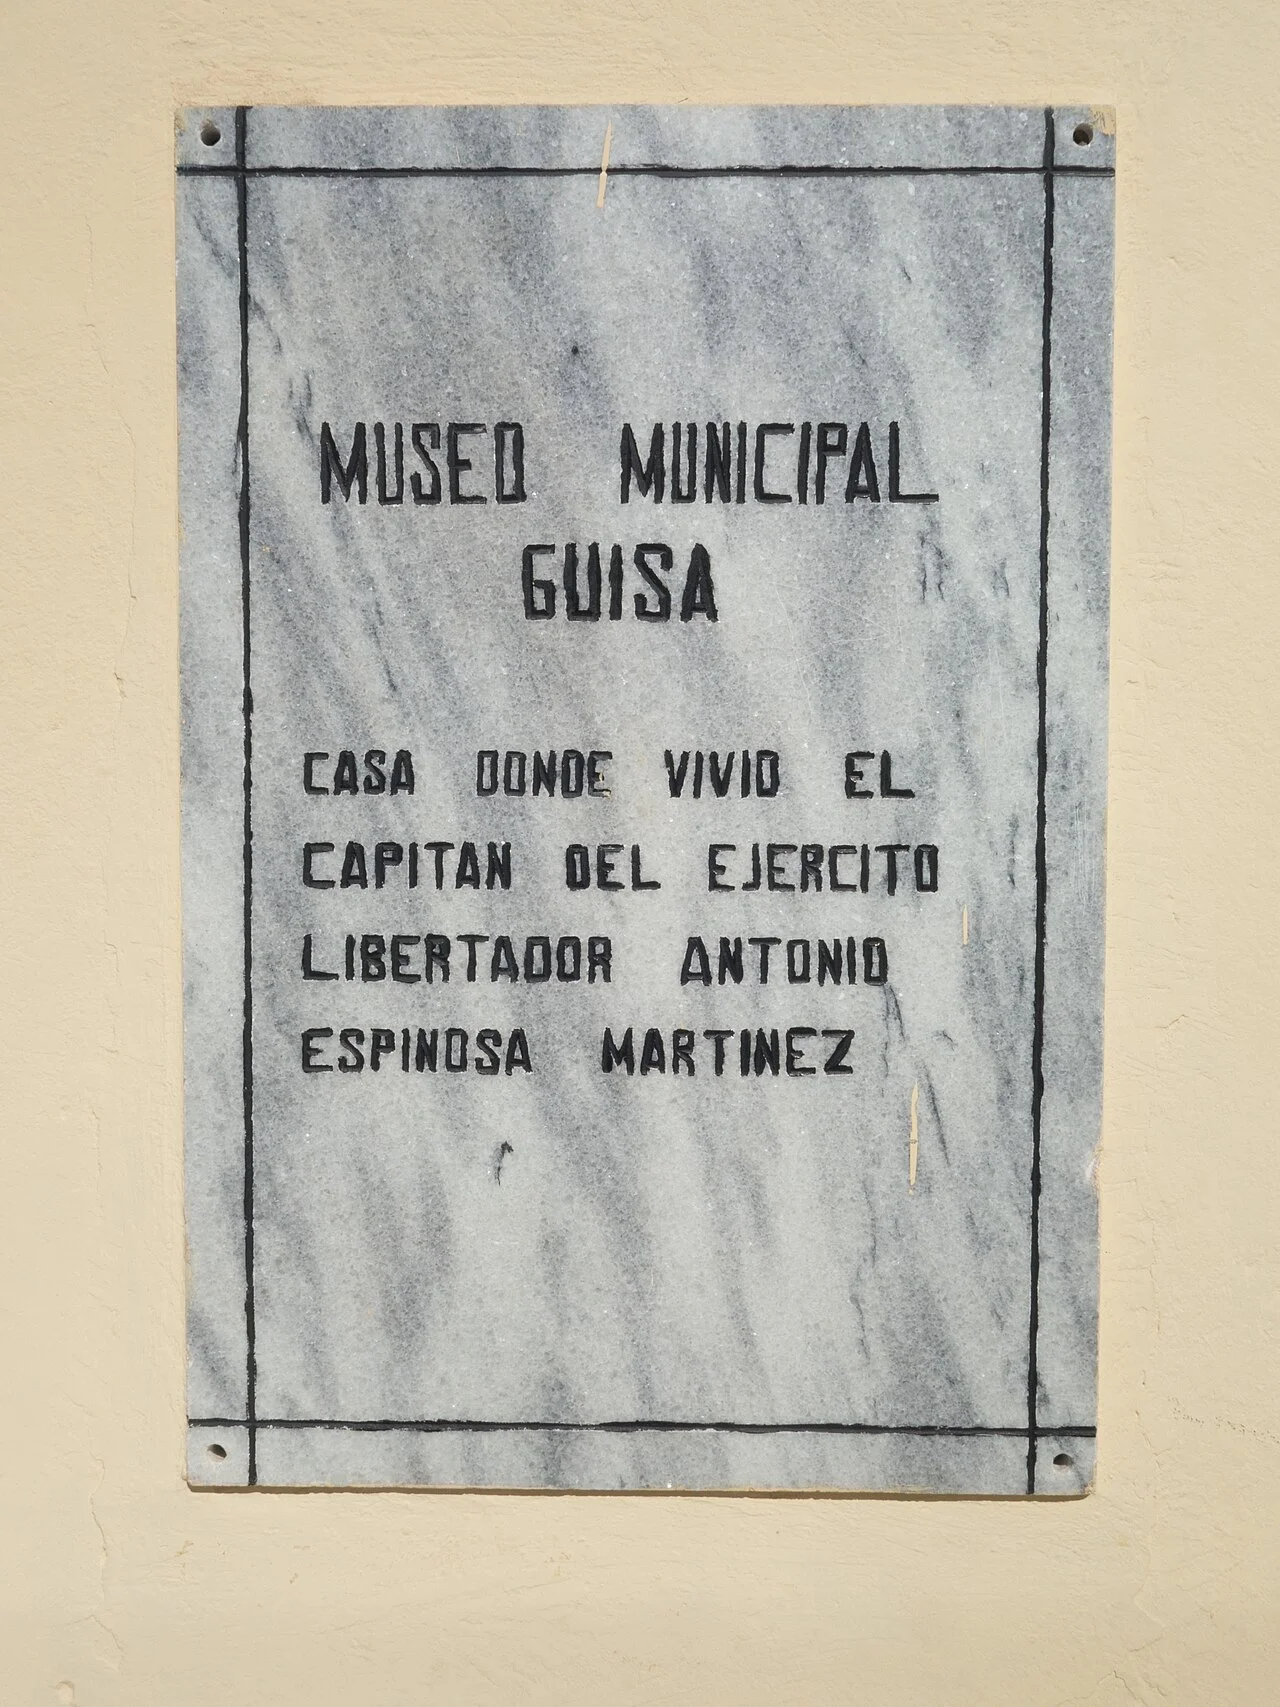 MUSEO MUNICIPAL
GUISA
CASA DONDE VIVIO EL
CAPITAN DEL EJERCITO
LIBERTADOR ANTONIO
ESPINOSA MARTINEZ